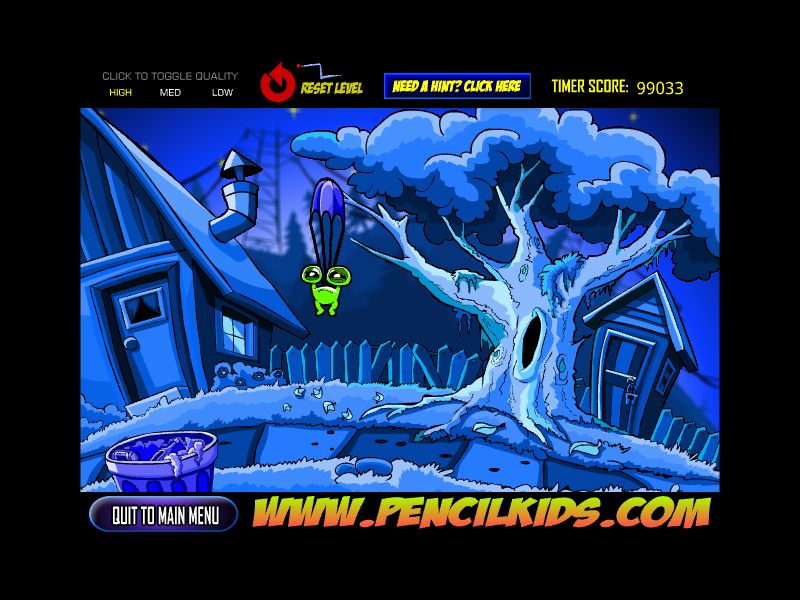 CLICK TO TOGGLE QUALITY
HIGH MED LOW
RESET LEVEL
NEED A HINT? CLICK HERE
TIMER SCORE: 99033
QUIT TO MAIN MENU
WWW.PENCILKIDS.COM